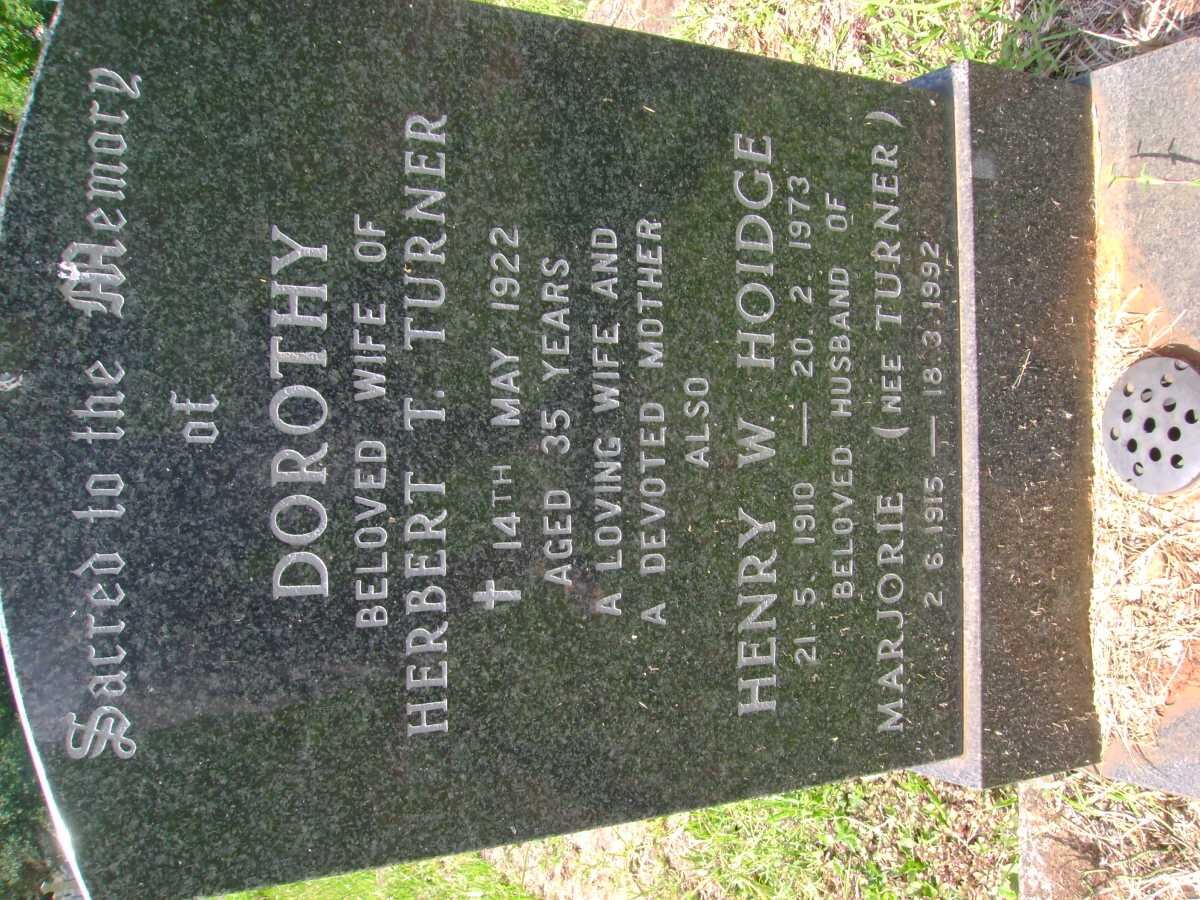 Sacred to the Memory
of
DOROTHY
BELOVED WIFE OF
HERBERT T. TURNER
14TH MAY 1922
AGED 35 YEARS
A LOVING WIFE AND
A DEVOTED MOTHER
ALSO
HENRY W. HOIDGE
21. 5. 1910 — 20. 2. 1973
BELOVED HUSBAND OF
MARJORIE (NEE TURNER)
2.6.1915 — 18.3.1992